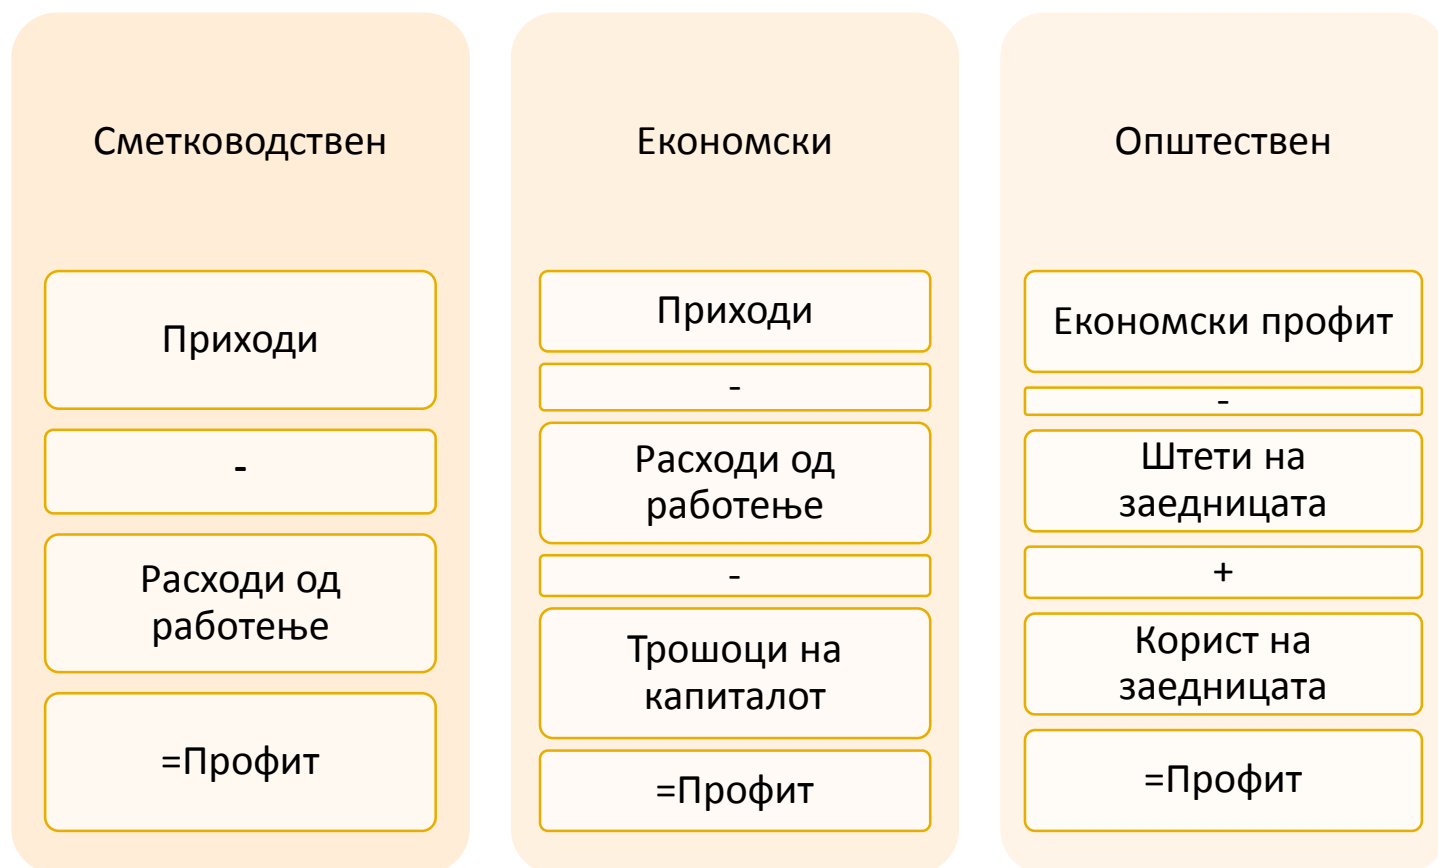 Сметководствен
Приходи
-
Расходи од
работење
=Профит
Економски
Приходи
-
Расходи од
работење
-
Трошоци на
капиталот
=Профит
Општествен
Економски профит
-
Штети на
заедницата
+
Корист на
заедницата
=Профит